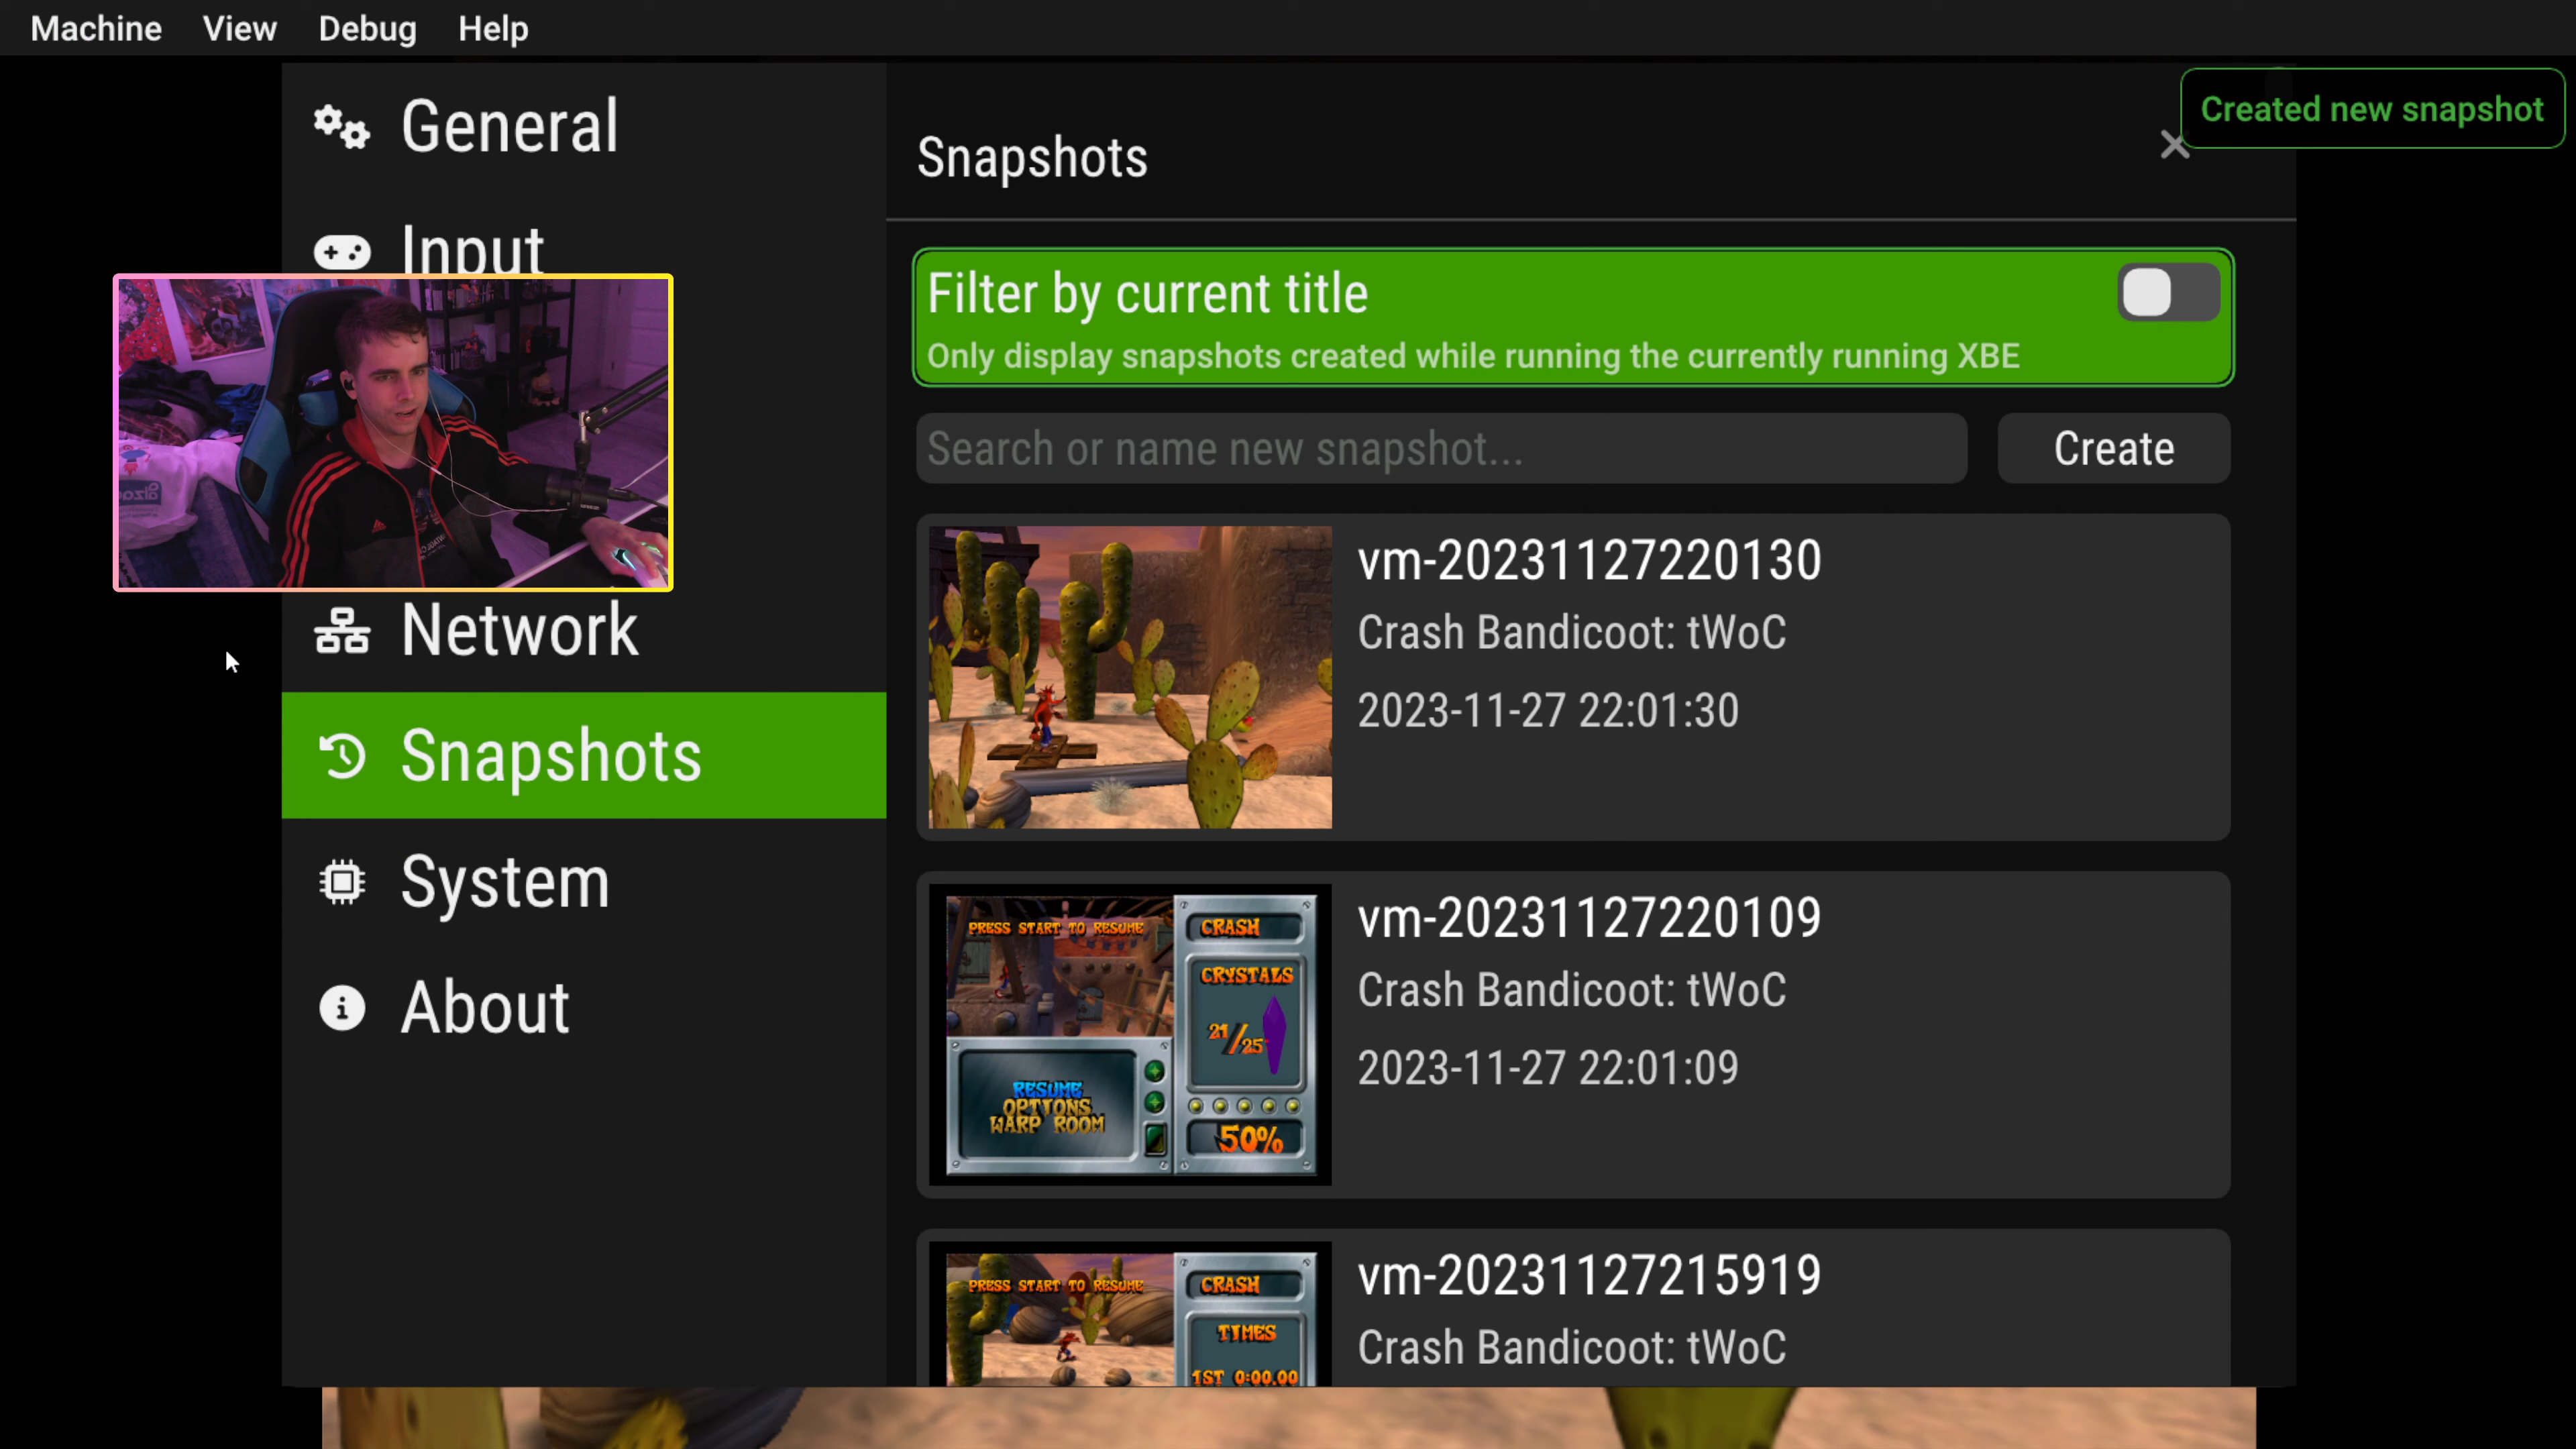 Machine View Debug Help
General
Input
Network
Snapshots
System
About
Snapshots
Created new snapshot
Filter by current title
Only display snapshots created while running the currently running XBE
Search or name new snapshot...
Create
vm-20231127220130
Crash Bandicoot: tWoC
2023-11-27 22:01:30
PRESS START TO RESUME
CRASH
CRYSTALS
21/25
RESUME
OPTIONS
WARP ROOM
50%
vm-20231127220109
Crash Bandicoot: tWoC
2023-11-27 22:01:09
PRESS START TO RESUME
CRASH
TIMES
1ST 0:00.00
vm-20231127215919
Crash Bandicoot: tWoC